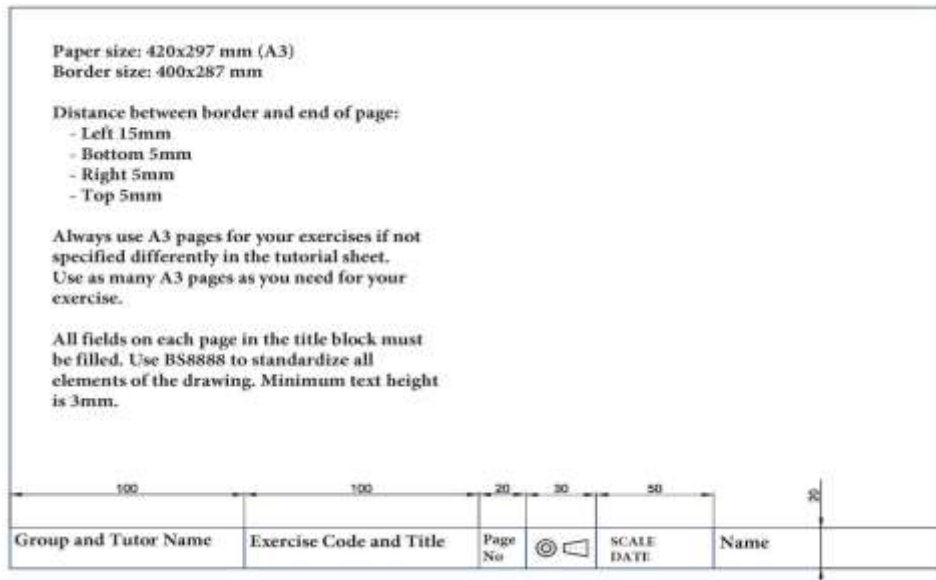 Paper size: 420x297 mm (A3)
Border size: 400x287 mm
Distance between border and end of page:
- Left 15mm
- Bottom 5mm
- Right 5mm
- Top 5mm
Always use A3 pages for your exercises if not
specified differently in the tutorial sheet.
Use as many A3 pages as you need for your
exercise.
All fields on each page in the title block must
be filled. Use BS8888 to standardize all
elements of the drawing. Minimum text height
is 3mm.
100 100 20 30 50 20
Group and Tutor Name
Exercise Code and Title
Page
No
SCALE
DATE
Name